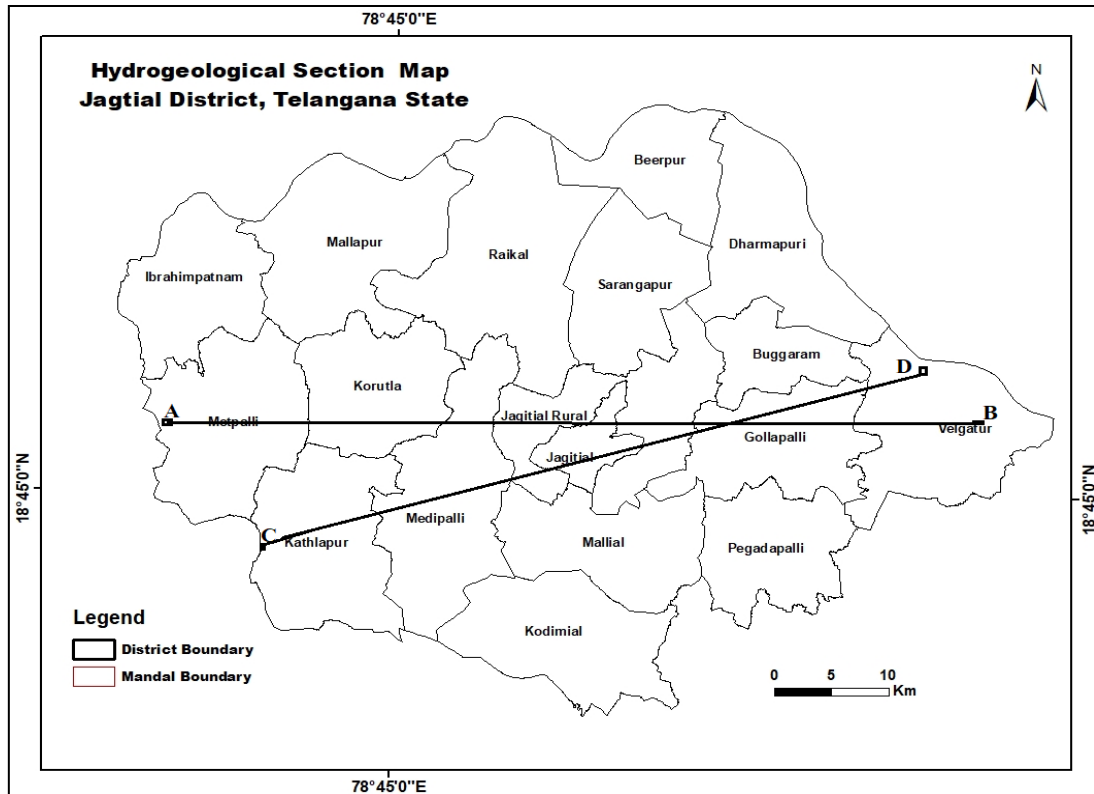 78°45'0"E
Hydrogeological Section Map
Jagtial District, Telangana State
N
Beerpur
Mallapur
Dharmapuri
Raikal
Ibrahimpatnam
Sarangapur
Buggaram
D
Korutla
A
Jagitial Rural
B
Metpalli
Velgatur
Gollapalli
Jagitial
18°45'0"N
18°45'0"N
Medipalli
C
Kathlapur
Mallial
Pegadapalli
Legend
Kodimial
District Boundary
Mandal Boundary
0 5 10
Km
78°45'0"E